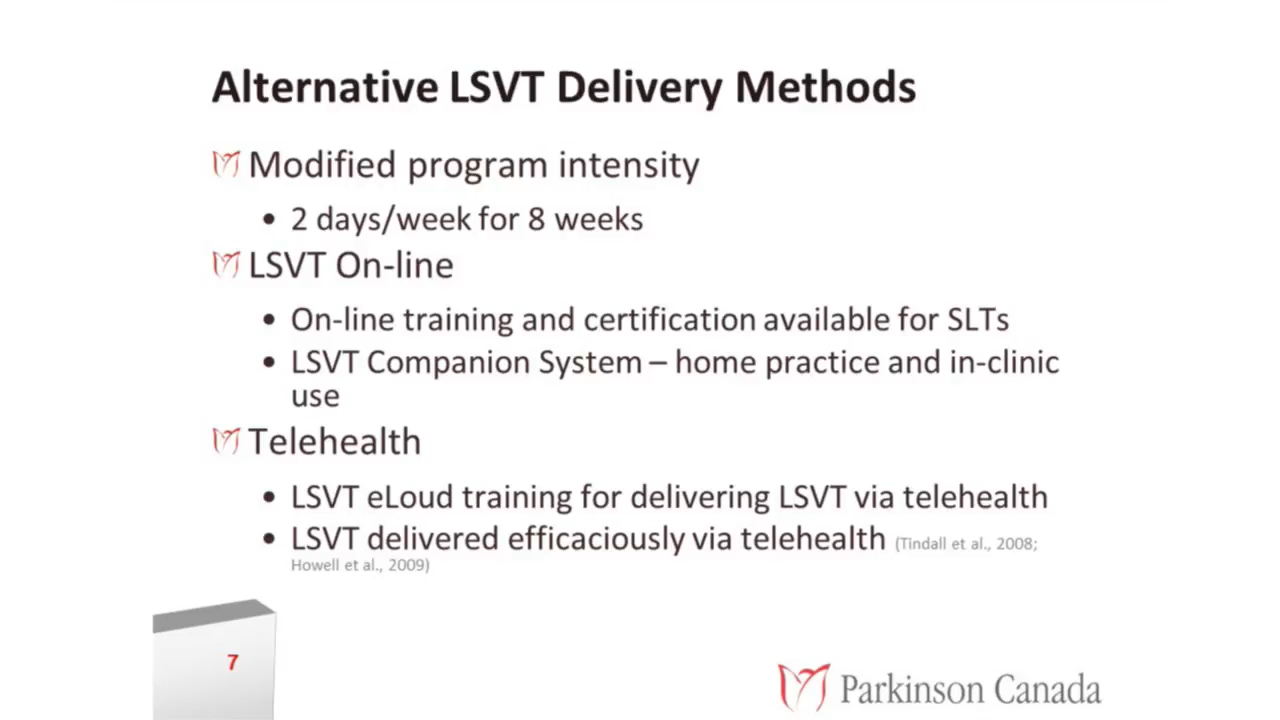 Alternative LSVT Delivery Methods
Modified program intensity
• 2 days/week for 8 weeks
LSVT On-line
• On-line training and certification available for SLTs
• LSVT Companion System – home practice and in-clinic
use
Telehealth
• LSVT eLoud training for delivering LSVT via telehealth
• LSVT delivered efficaciously via telehealth (Tindall et al., 2008;
Howell et al., 2009)
7
Parkinson Canada